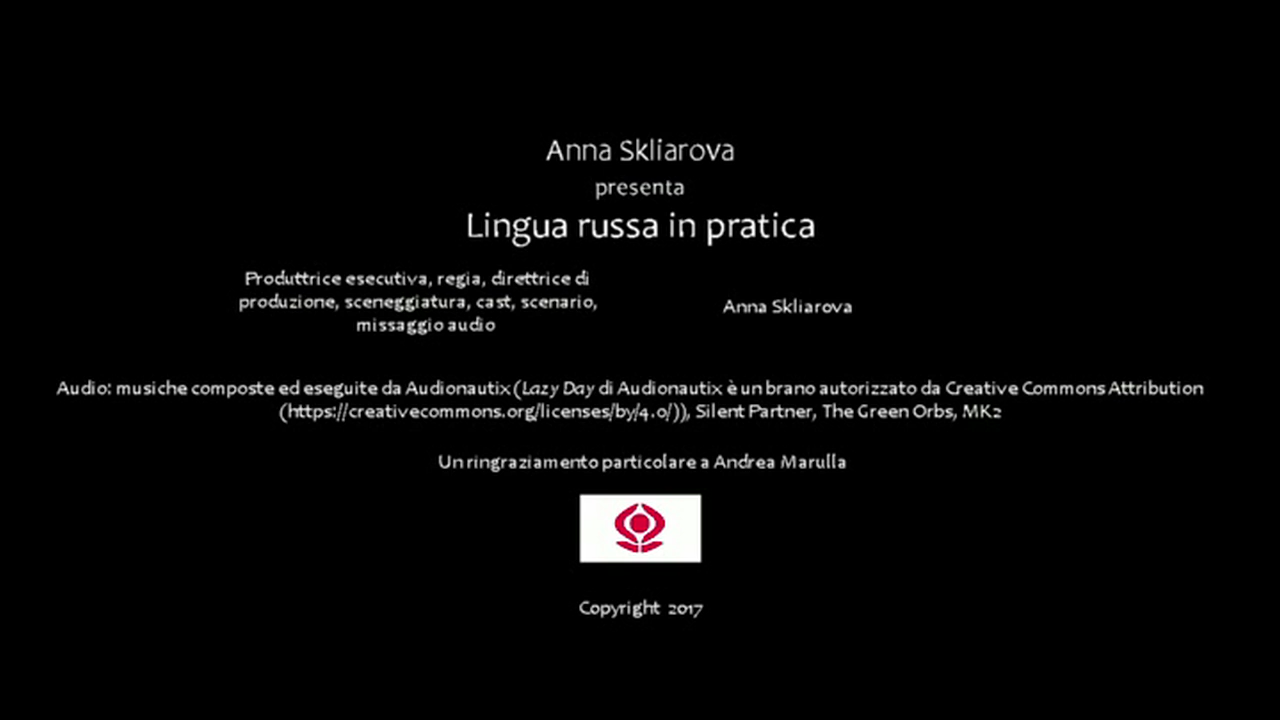 Anna Skliarova
presenta
Lingua russa in pratica
Produttrice esecutiva, regia, direttrice di
produzione, sceneggiatura, cast, scenario,
missaggio audio
Anna Skliarova
Audio: musiche composte ed eseguite da Audionautix (Lazy Day di Audionautix è un brano autorizzato da Creative Commons Attribution
(https://creativecommons.org/licenses/by/4.0/)), Silent Partner, The Green Orbs, MK2
Un ringraziamento particolare a Andrea Marulla
Copyright 2017